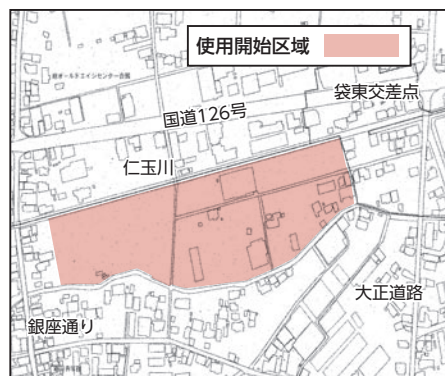 使用開始区域
袋東交差点
国道126号
仁玉川
大正道路
銀座通り